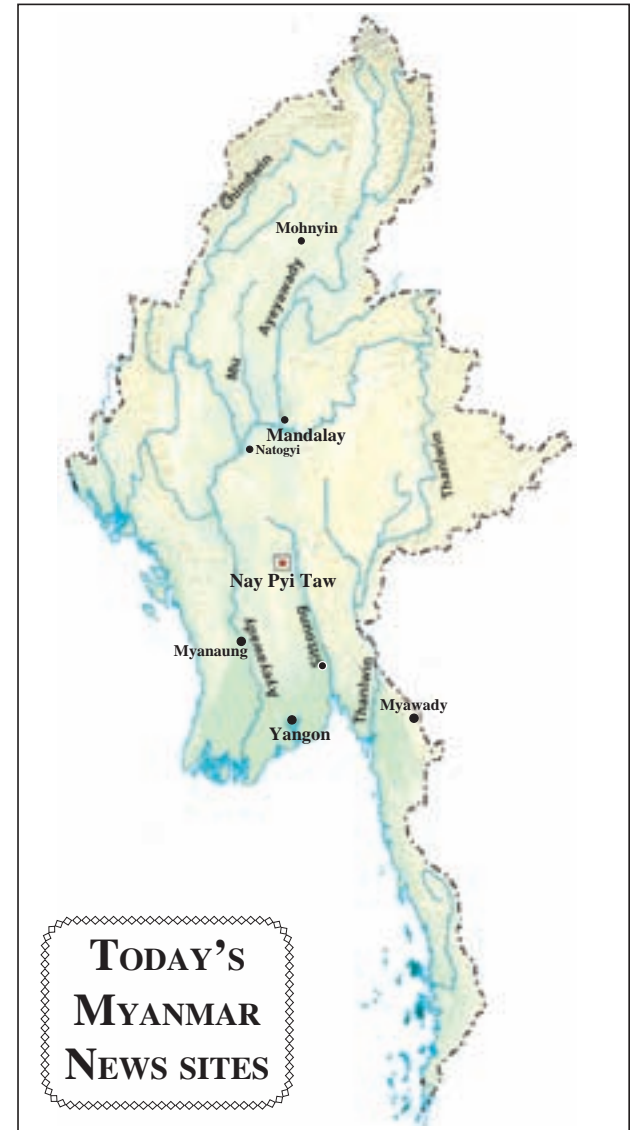 Chindwin
Mohnyin
Ayeyawady
Mu
Mandalay
Natogyi
Thanlwin
Nay Pyi Taw
Sittoung
Myanaung
Ayeyawady
Thanlwin
Myawady
Yangon
TODAY'S
MYANMAR
NEWS SITES